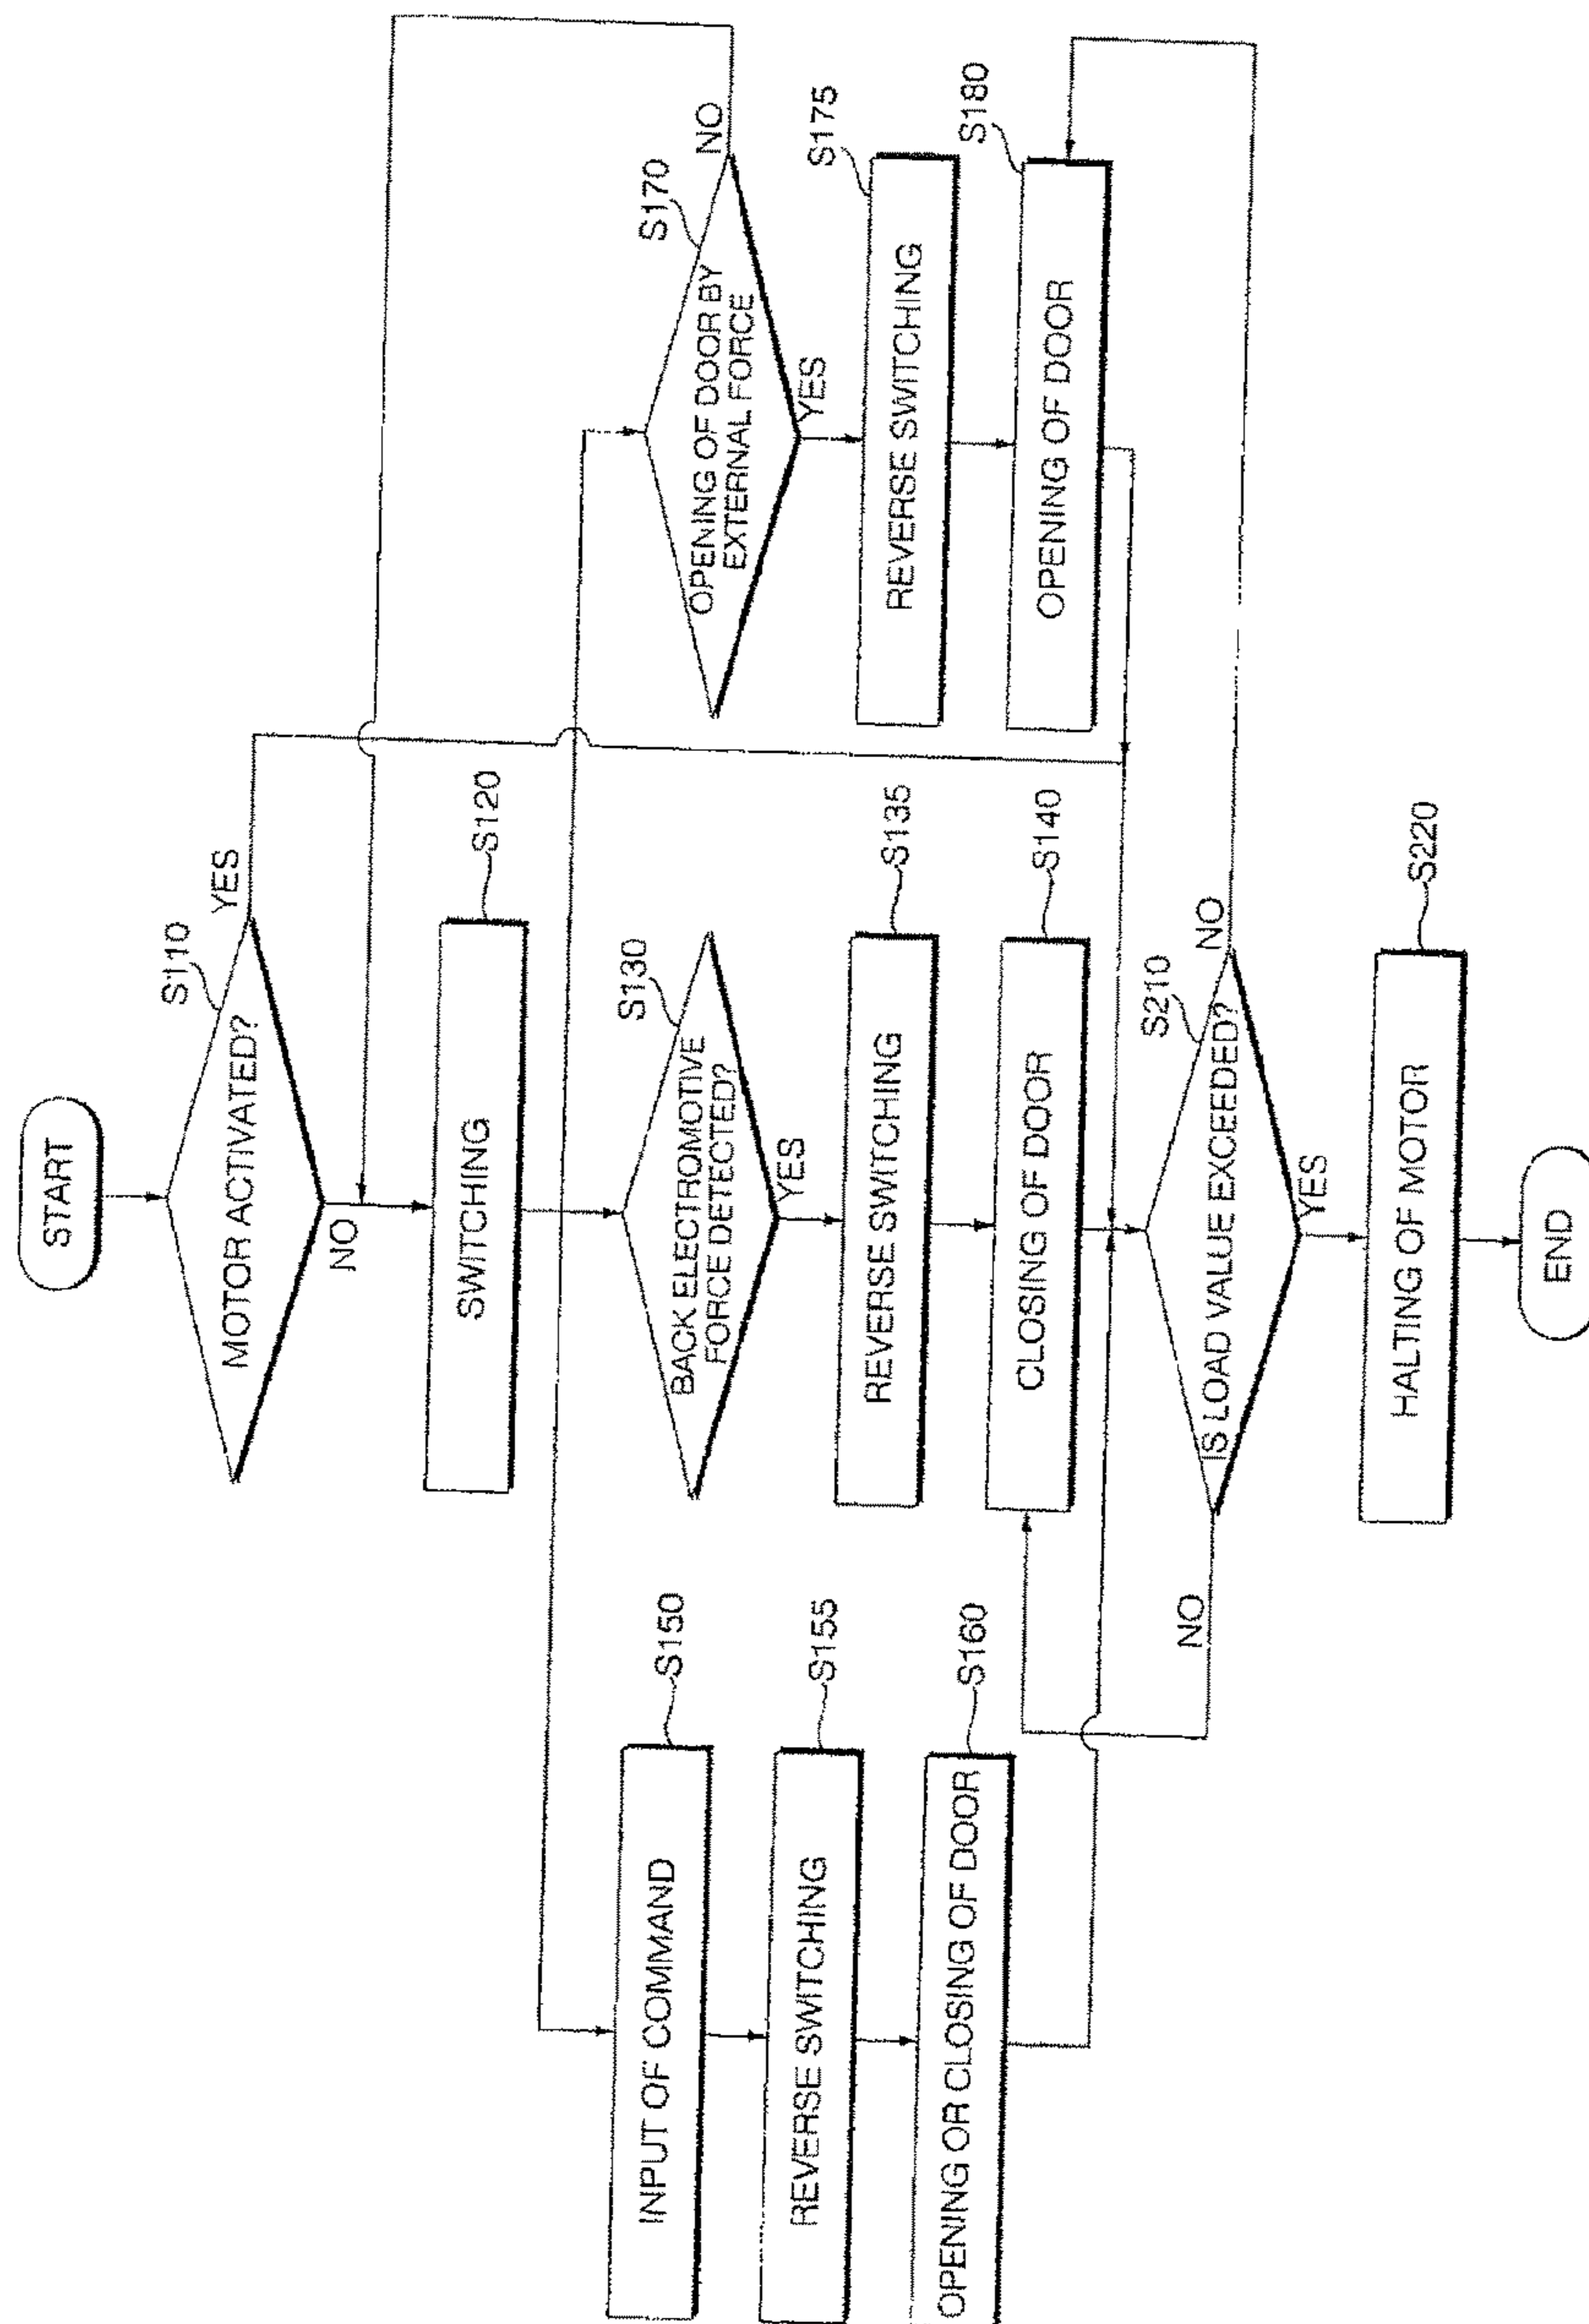 START
S110
MOTOR ACTIVATED?
YES
NO
S120
SWITCHING
S150
INPUT OF COMMAND
S155
REVERSE SWITCHING
S160
OPENING OR CLOSING OF DOOR
S130
BACK ELECTROMOTIVE
FORCE DETECTED?
YES
S135
REVERSE SWITCHING
S140
CLOSING OF DOOR
S170
OPENING OF DOOR BY
EXTERNAL FORCE
NO
YES
S175
REVERSE SWITCHING
S180
OPENING OF DOOR
S210
IS LOAD VALUE EXCEEDED?
NO
NO
YES
S220
HALTING OF MOTOR
END